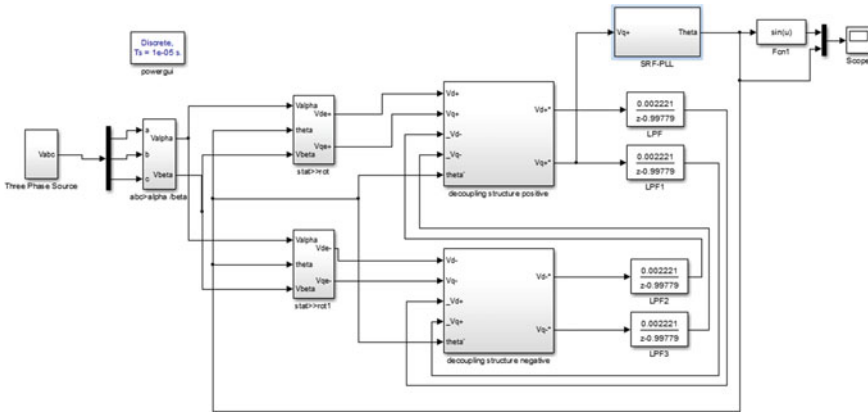 Discrete,
Ts = 1e-05 s.
powergui
Vabc
Three Phase Source
a
b
c
Valpha
Vbeta
abc>alpha /beta
Valpha
theta
Vbeta
Vde+
Vqe+
stat>>rot
Valpha
theta
Vbeta
Vde-
Vqe-
stat>>rot1
Vd+
Vq+
_Vd-
_Vq-
theta'
Vd+*
Vq+*
decoupling structure positive
Vd-
Vq-
_Vd+
_Vq+
theta'
Vd-*
Vq-*
decoupling structure negative
0.002221
z-0.99779
LPF
0.002221
z-0.99779
LPF1
0.002221
z-0.99779
LPF2
0.002221
z-0.99779
LPF3
Vq+
Theta
SRF-PLL
sin(u)
Fcn1
Scope